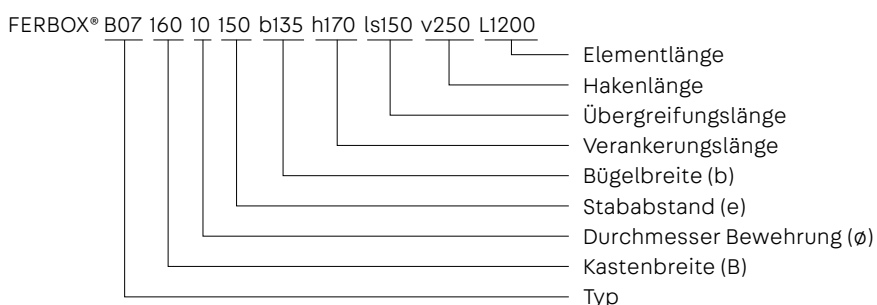 FERBOX® B07 160 10 150 b135 h170 ls150 v250 L1200
Elementlänge
Hakenlänge
Übergreifungslänge
Verankerungslänge
Bügelbreite (b)
Stababstand (e)
Durchmesser Bewehrung (ø)
Kastenbreite (B)
Typ